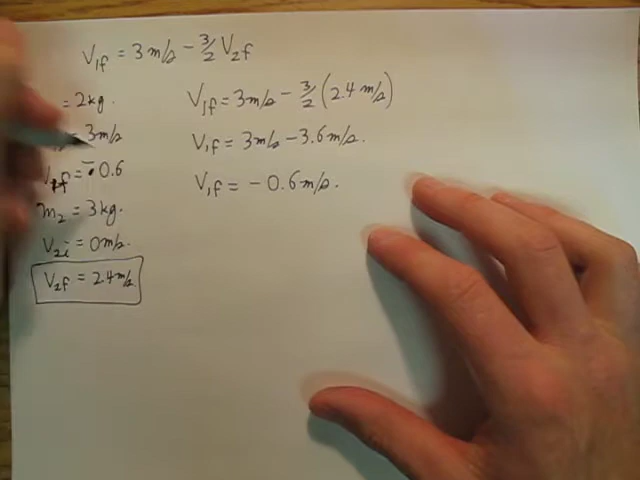 V1f = 3 m/s - 3/2 V2f
= 2 kg.
= 3 m/s
V1f = -0.6
m2 = 3 kg.
V2i = 0 m/s.
V2f = 2.4 m/s
V1f = 3 m/s - 3/2 (2.4 m/s)
V1f = 3 m/s - 3.6 m/s.
V1f = -0.6 m/s.